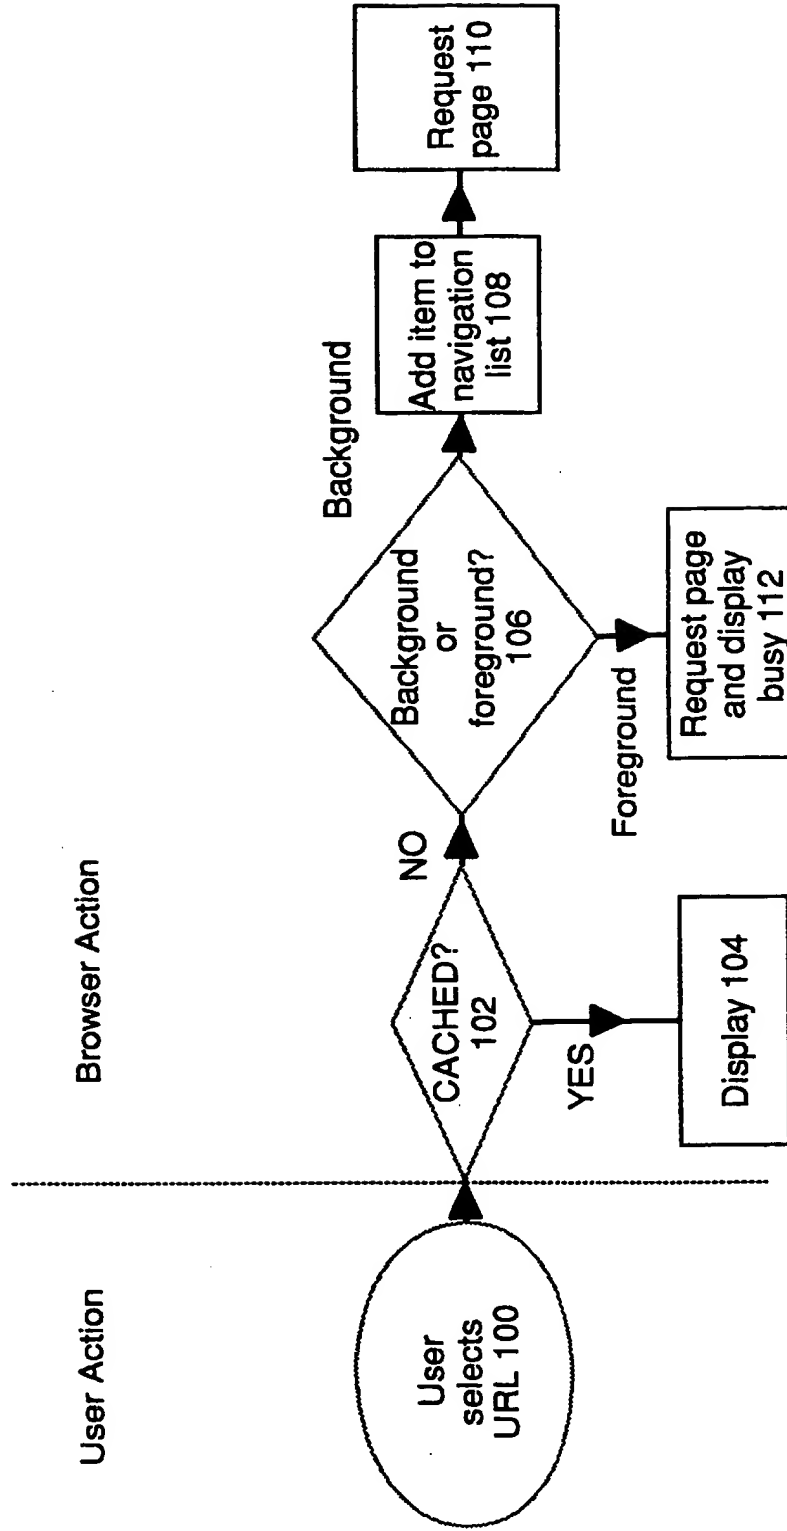 User Action
Browser Action
User
selects
URL 100
CACHED?
102
YES
Display 104
NO
Background
or
foreground?
106
Foreground
Request page
and display
busy 112
Background
Add item to
navigation
list 108
Request
page 110